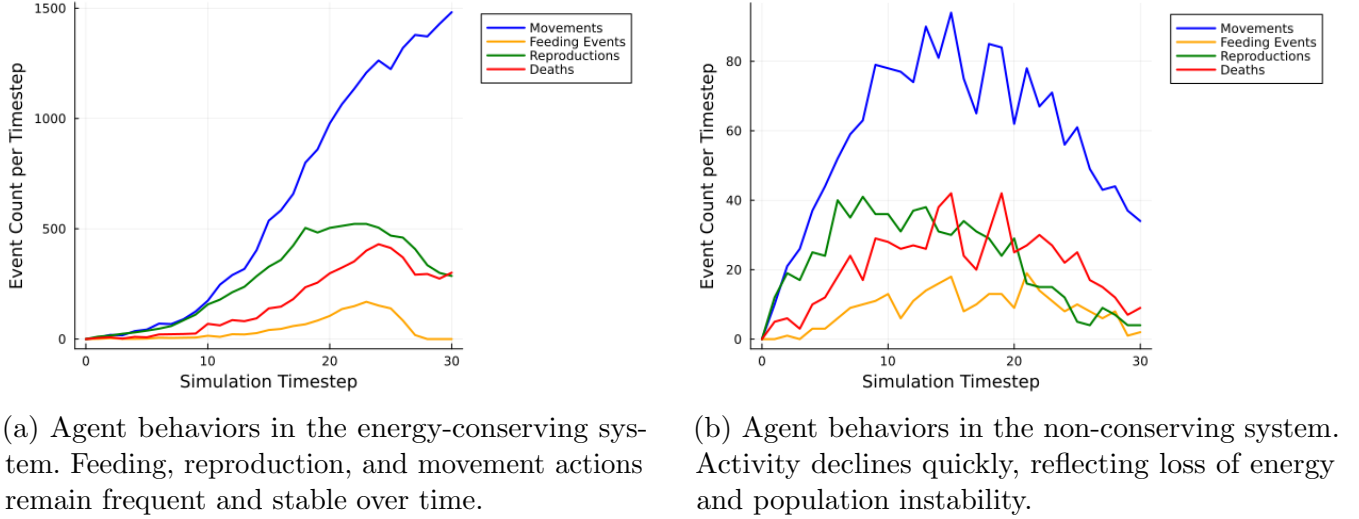 1500
1000
500
0
Event Count per Timestep
0
10
20
30
Simulation Timestep
Movements
Feeding Events
Reproductions
Deaths
80
60
40
20
0
Event Count per Timestep
0
10
20
30
Simulation Timestep
Movements
Feeding Events
Reproductions
Deaths
(a) Agent behaviors in the energy-conserving sys-
tem. Feeding, reproduction, and movement actions
remain frequent and stable over time.
(b) Agent behaviors in the non-conserving system.
Activity declines quickly, reflecting loss of energy
and population instability.